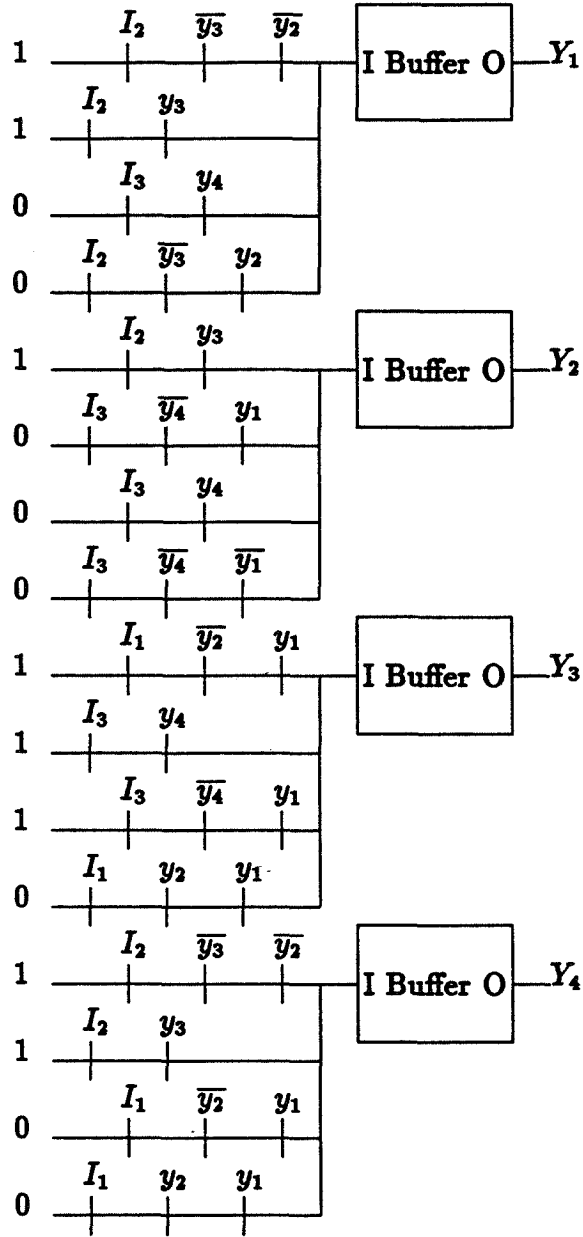 I₂ y̅₃ y̅₂
1 I Buffer O Y₁
I₂ y₃
1
I₃ y₄
0
I₂ y̅₃ y₂
0
I₂ y₃
1 I Buffer O Y₂
I₃ y̅₄ y₁
0
I₃ y₄
0
I₃ y̅₄ y̅₁
0
I₁ y̅₂ y₁
1 I Buffer O Y₃
I₃ y₄
1
I₃ y̅₄ y₁
1
I₁ y₂ y₁
0
I₂ y̅₃ y̅₂
1 I Buffer O Y₄
I₂ y₃
1
I₁ y̅₂ y₁
0
I₁ y₂ y₁
0